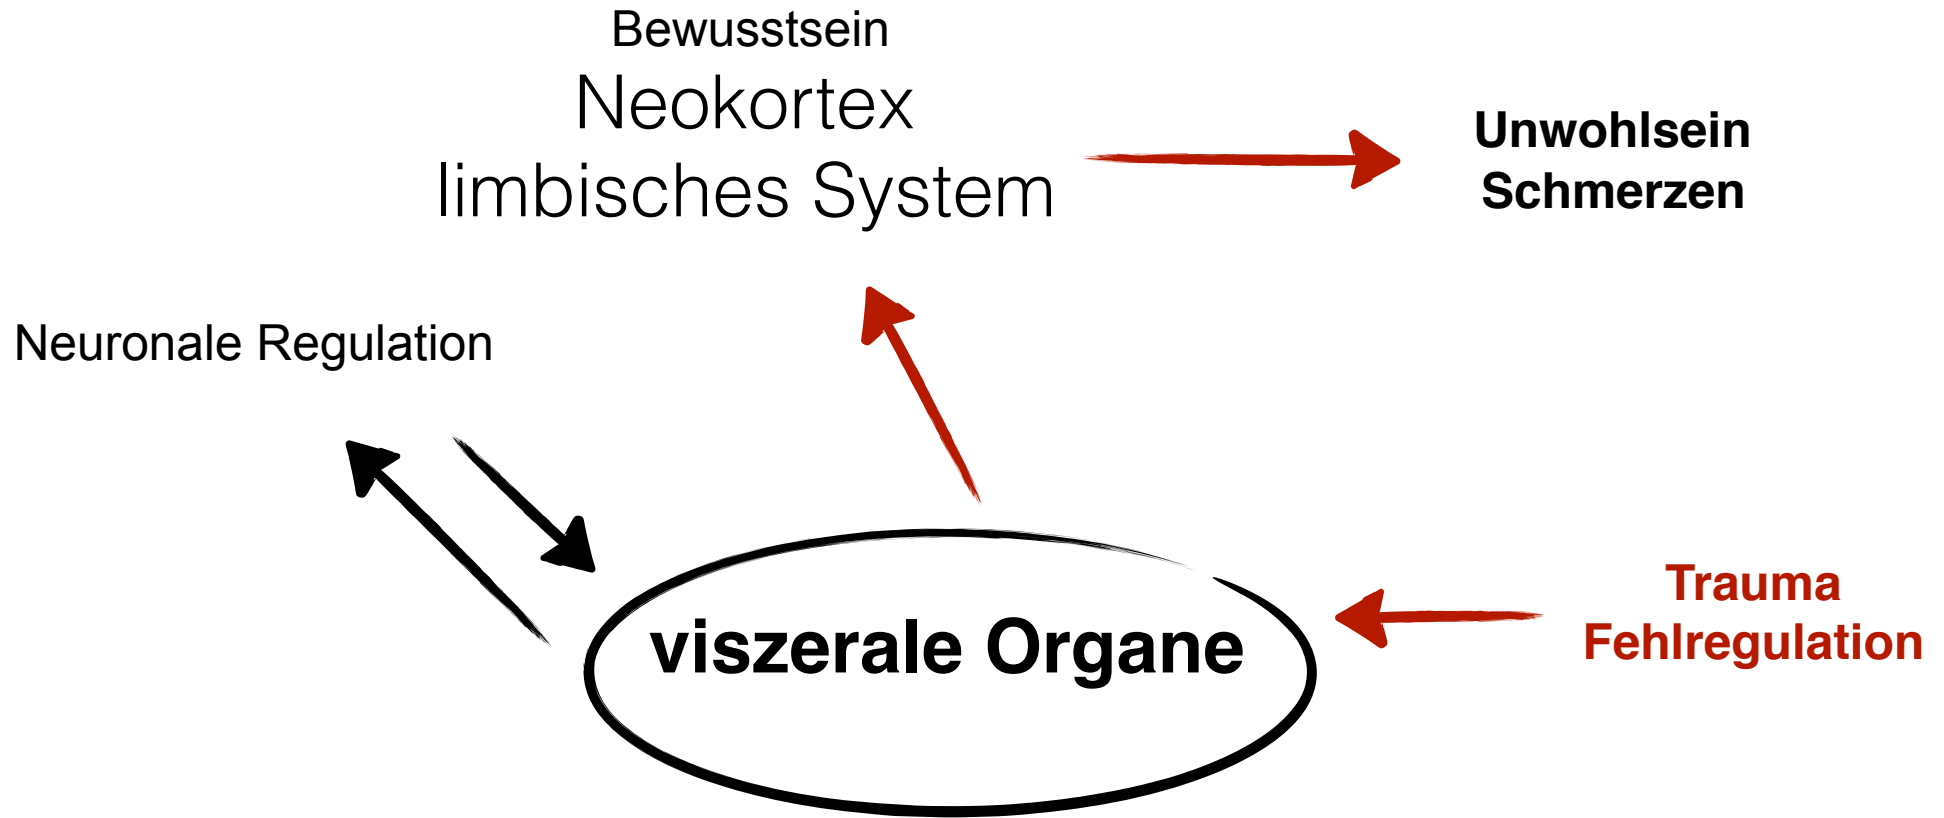 Bewusstsein
Neokortex
limbisches System
Unwohlsein
Schmerzen
Neuronale Regulation
viszerale Organe
Trauma
Fehlregulation